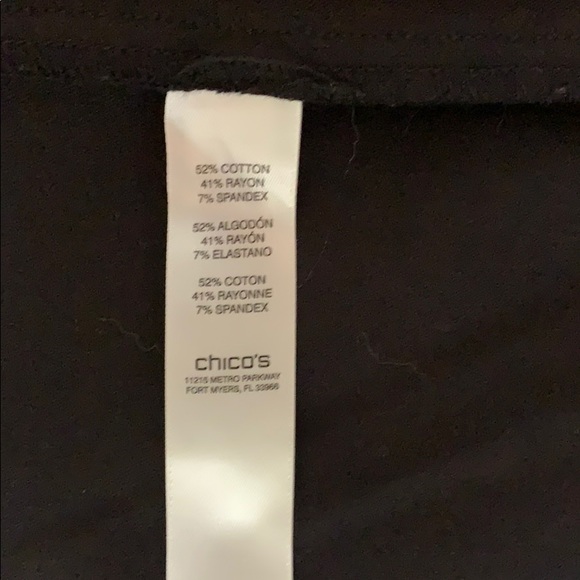 52% COTTON
41% RAYON
7% SPANDEX
52% ALGODÓN
41% RAYÓN
7% ELASTANO
52% COTON
41% RAYONNE
7% SPANDEX
chico's
11215 METRO PARKWAY
FORT MYERS, FL 33966